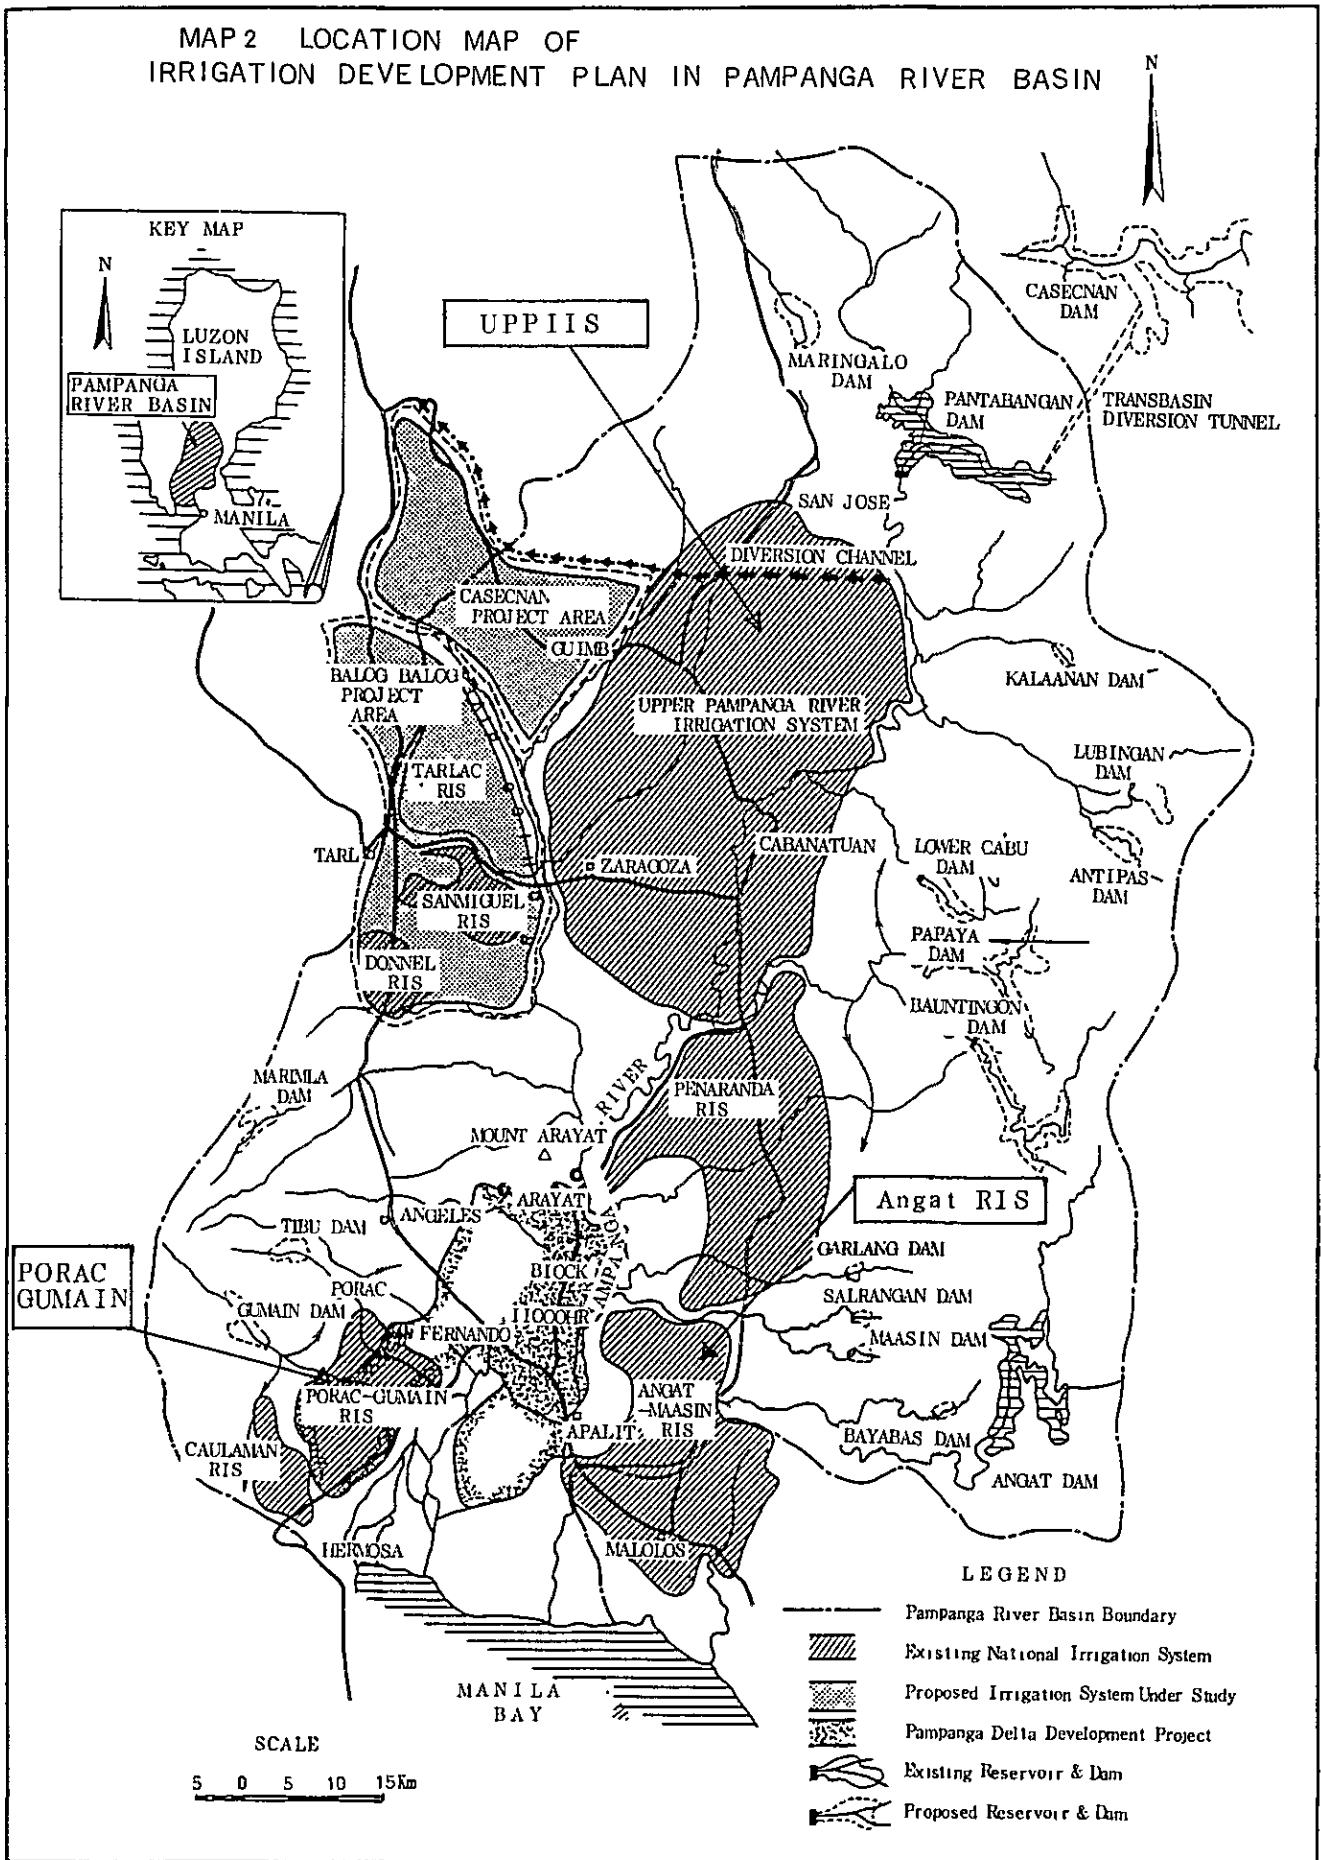 MAP 2 LOCATION MAP OF
IRRIGATION DEVELOPMENT PLAN IN PAMPANGA RIVER BASIN
N
KEY MAP
N
LUZON
ISLAND
PAMPANGA
RIVER BASIN
MANILA
UPPIIS
CASECNAN
DAM
MARINGALO
DAM
PANTABANGAN
DAM
TRANSBASIN
DIVERSION TUNNEL
SAN JOSE
DIVERSION CHANNEL
CASECNAN
PROJECT AREA
GUIMB
BALOG BALOG
PROJECT
AREA
KALAANAN DAM
UPPER PAMPANGA RIVER
IRRIGATION SYSTEM
LUBINGAN
DAM
TARLAC
RIS
TARL
ZARAGOZA
CABANATUAN
LOWER CABU
DAM
ANTIPAS
DAM
SANMIGUEL
RIS
PAPAYA
DAM
DONNEL
RIS
BAUNTINGON
DAM
MARIMLA
DAM
RIVER
PENARANDA
RIS
MOUNT ARAYAT
ARAYAT
Angat RIS
ANGELES
TIBU DAM
AMPANGA
GARLANG DAM
BIOCK
PORAC
GUMAIN
PORAC
SALRANGAN DAM
GUMAIN DAM
11000HR
FERNANDO
MAASIN DAM
PORAC-GUMAIN
RIS
ANGAT
-MAASIN
RIS
APALIT
BAYABAS DAM
CAULAMAN
RIS
ANGAT DAM
HERMOSA
MALOLOS
MANILA
BAY
LEGEND
Pampanga River Basin Boundary
Existing National Irrigation System
Proposed Irrigation System Under Study
Pampanga Delta Development Project
Existing Reservoir & Dam
Proposed Reservoir & Dam
SCALE
5 0 5 10 15Km